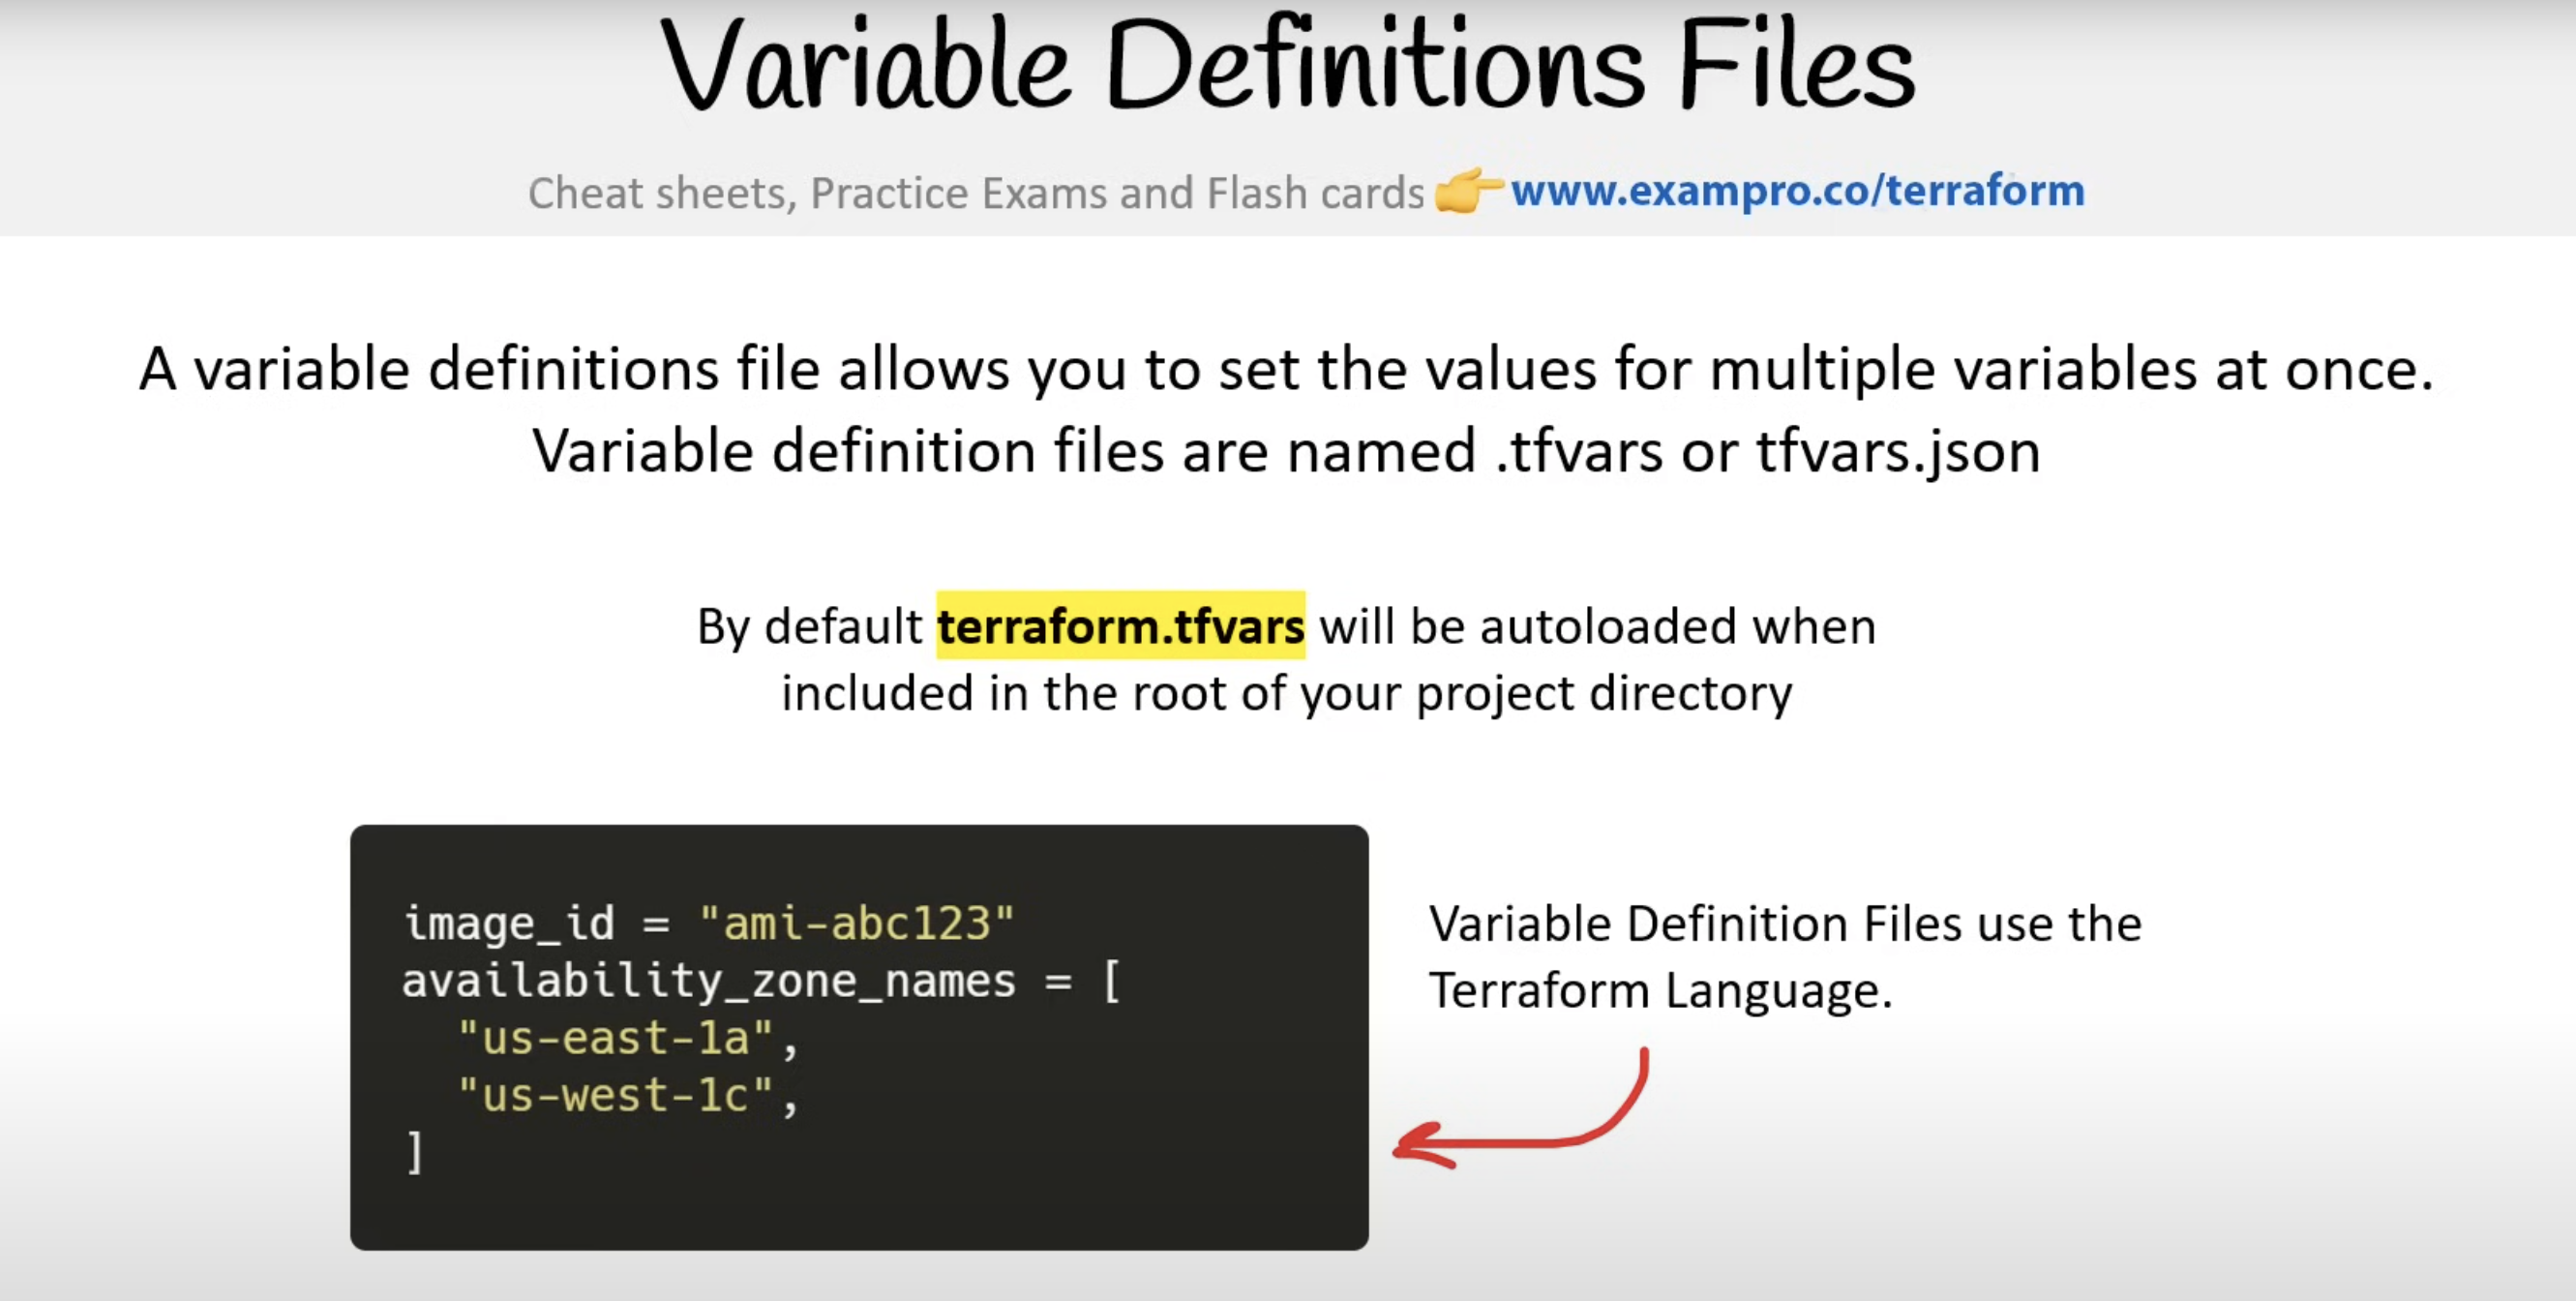 Variable Definitions Files
Cheat sheets, Practice Exams and Flash cards 👉 www.exampro.co/terraform
A variable definitions file allows you to set the values for multiple variables at once.
Variable definition files are named .tfvars or tfvars.json
By default terraform.tfvars will be autoloaded when
included in the root of your project directory
image_id = "ami-abc123"
availability_zone_names = [
  "us-east-1a",
  "us-west-1c",
]
Variable Definition Files use the
Terraform Language.